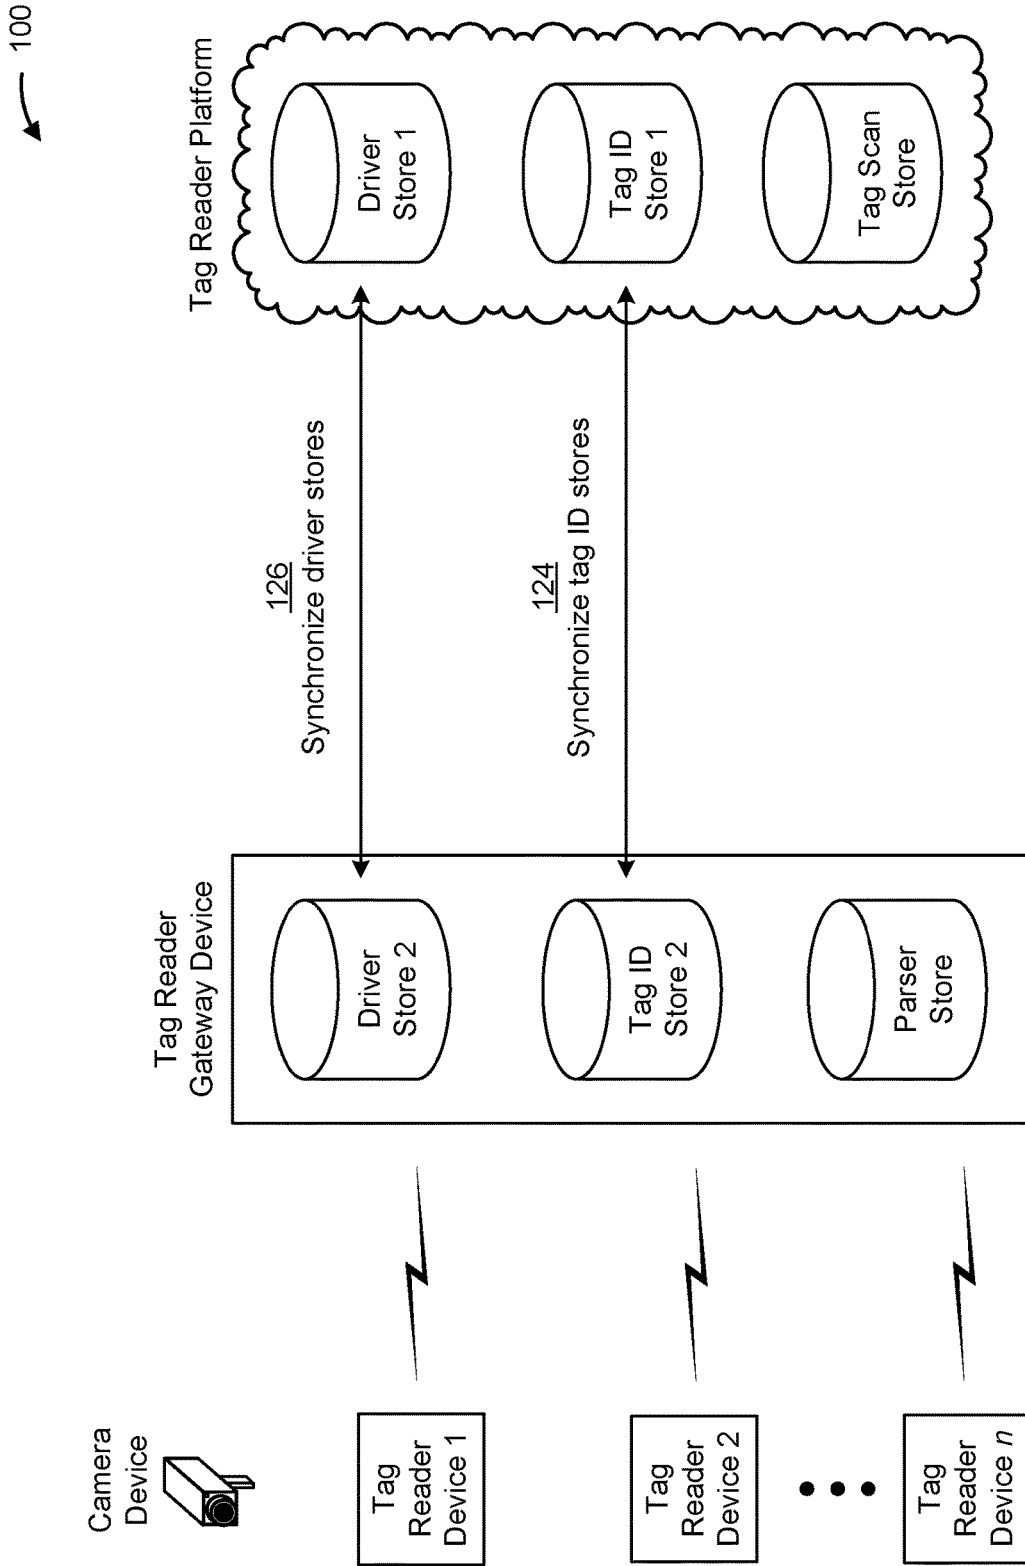 100
Camera
Device
Tag Reader
Gateway Device
Tag Reader Platform
126
Synchronize driver stores
Tag
Reader
Device 1
Driver
Store 2
Driver
Store 1
124
Synchronize tag ID stores
Tag
Reader
Device 2
Tag ID
Store 2
Tag ID
Store 1
Tag
Reader
Device n
Parser
Store
Tag Scan
Store